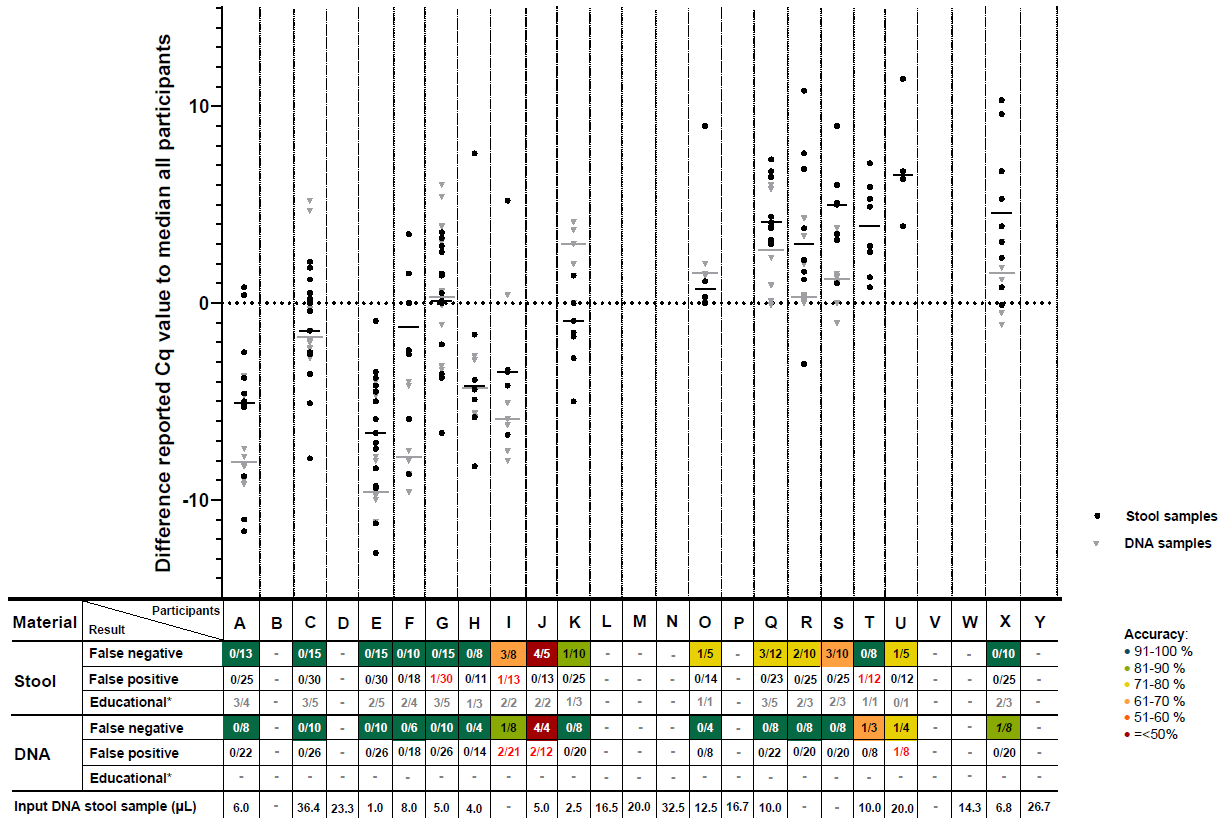 Difference reported Cq value to median all participants
10
0
-10
Stool samples
DNA samples
Material Participants Result A B C D E F G H I J K L M N O P Q R S T U V W X Y
Stool
False negative 0/13 - 0/15 - 0/15 0/10 0/15 0/8 3/8 4/5 1/10 - - - 1/5 - 3/12 2/10 3/10 0/8 1/5 - - 0/10 -
False positive 0/25 - 0/30 - 0/30 0/18 1/30 0/11 1/13 0/13 0/25 - - - 0/14 - 0/23 0/25 0/25 1/12 0/12 - - 0/25 -
Educational* 3/4 - 3/5 - 2/5 2/4 3/5 1/3 2/2 2/2 1/3 - - - 1/1 - 3/5 2/3 2/3 1/1 0/1 - - 2/3 -
DNA
False negative 0/8 - 0/10 - 0/10 0/6 0/10 0/4 1/8 4/4 0/8 - - - 0/4 - 0/8 0/8 0/8 1/3 1/4 - - 1/8 -
False positive 0/22 - 0/26 - 0/26 0/18 0/26 0/14 2/21 2/12 0/20 - - - 0/8 - 0/22 0/20 0/20 0/8 1/8 - - 0/20 -
Educational* - - - - - - - - - - - - - - - - - - - - - - - - -
Input DNA stool sample (µL) 6.0 - 36.4 23.3 1.0 8.0 5.0 4.0 - 5.0 2.5 16.5 20.0 32.5 12.5 16.7 10.0 - - 10.0 20.0 - 14.3 6.8 26.7
Accuracy:
91-100 %
81-90 %
71-80 %
61-70 %
51-60 %
=<50%